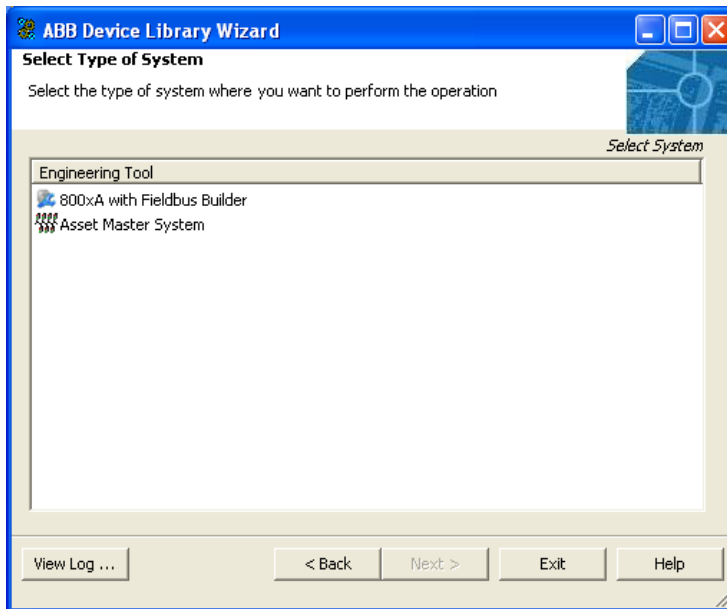 ABB Device Library Wizard
Select Type of System
Select the type of system where you want to perform the operation
Select System
Engineering Tool
800xA with Fieldbus Builder
Asset Master System
View Log ...
< Back
Next >
Exit
Help